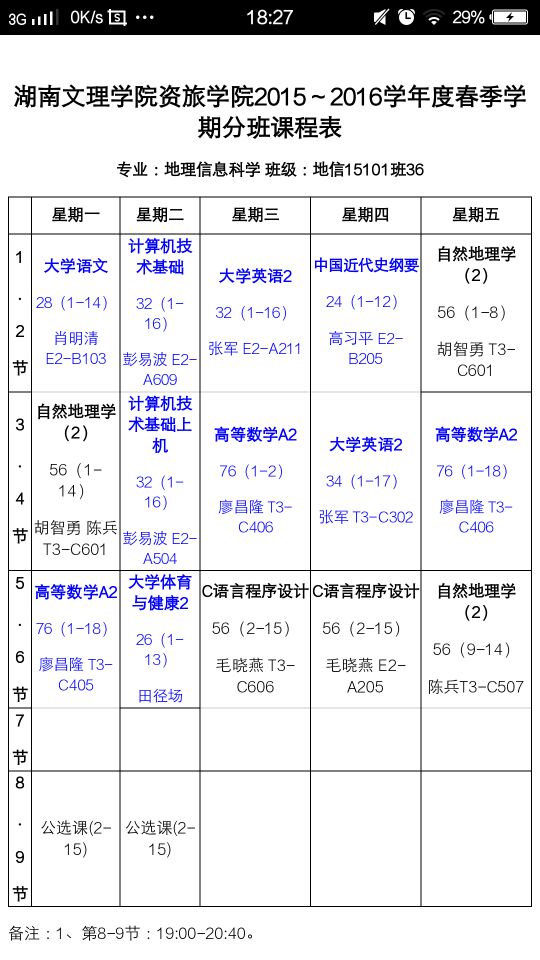 3G 0K/s ··· 18:27 29%
湖南文理学院资旅学院2015～2016学年度春季学
期分班课程表
专业：地理信息科学 班级：地信15101班36
星期一 星期二 星期三 星期四 星期五
1
.
2
节
大学语文
28（1-14）
肖明清
E2-B103
计算机技
术基础
32（1-
16）
彭易波 E2-
A609
大学英语2
32（1-16）
张军 E2-A211
中国近代史纲要
24（1-12）
高习平 E2-
B205
自然地理学
（2）
56（1-8）
胡智勇 T3-
C601
3
.
4
节
自然地理学
（2）
56（1-
14）
胡智勇 陈兵
T3-C601
计算机技
术基础上
机
32（1-
16）
彭易波 E2-
A504
高等数学A2
76（1-2）
廖昌隆 T3-
C406
大学英语2
34（1-17）
张军 T3-C302
高等数学A2
76（1-18）
廖昌隆 T3-
C406
5
.
6
节
高等数学A2
76（1-18）
廖昌隆 T3-
C405
大学体育
与健康2
26（1-
13）
田径场
C语言程序设计
56（2-15）
毛晓燕 T3-
C606
C语言程序设计
56（2-15）
毛晓燕 E2-
A205
自然地理学
（2）
56（9-14）
陈兵T3-C507
7
节
8
.
9
节
公选课(2-
15)
公选课(2-
15)
备注：1、第8-9节：19:00-20:40。